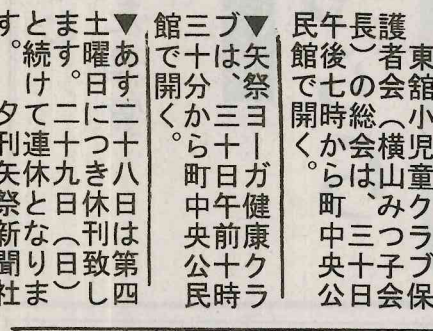 東舘小児童クラブ保
護者会（横山みつ子会
長）の総会は、三十日
午後七時から町中央公
民館で開く。
▼矢祭ヨーガ健康クラ
ブは、三十日午前十時
三十分から町中央公民
館で開く。
▼あす二十八日は第四
土曜日につき休刊致し
ます。二十九日（日）
と続けて連休となりま
す。　夕刊矢祭新聞社